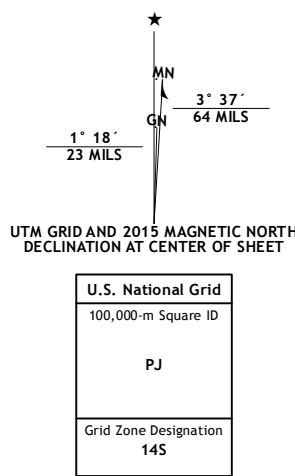 ★
MN
3° 37´
64 MILS
GN
1° 18´
23 MILS
UTM GRID AND 2015 MAGNETIC NORTH
DECLINATION AT CENTER OF SHEET
U.S. National Grid
100,000-m Square ID
PJ
Grid Zone Designation
14S